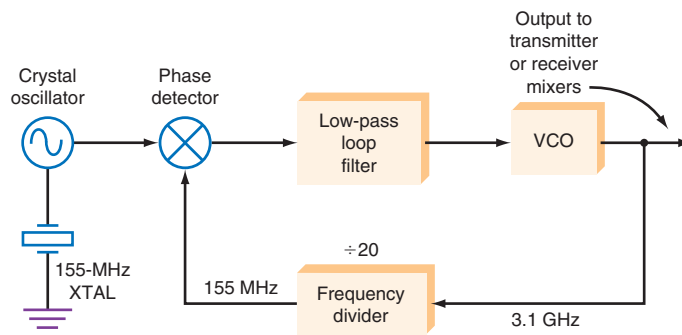 Output to
transmitter
or receiver
mixers
Crystal
oscillator
Phase
detector
Low-pass
loop
filter
VCO
155-MHz
XTAL
155 MHz
÷20
Frequency
divider
3.1 GHz